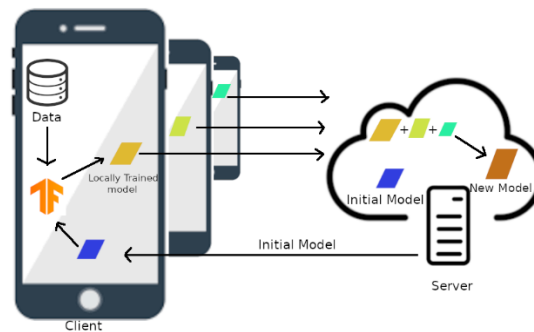 Data
Locally Trained
model
Client
+
+
Initial Model
New Model
Initial Model
Server